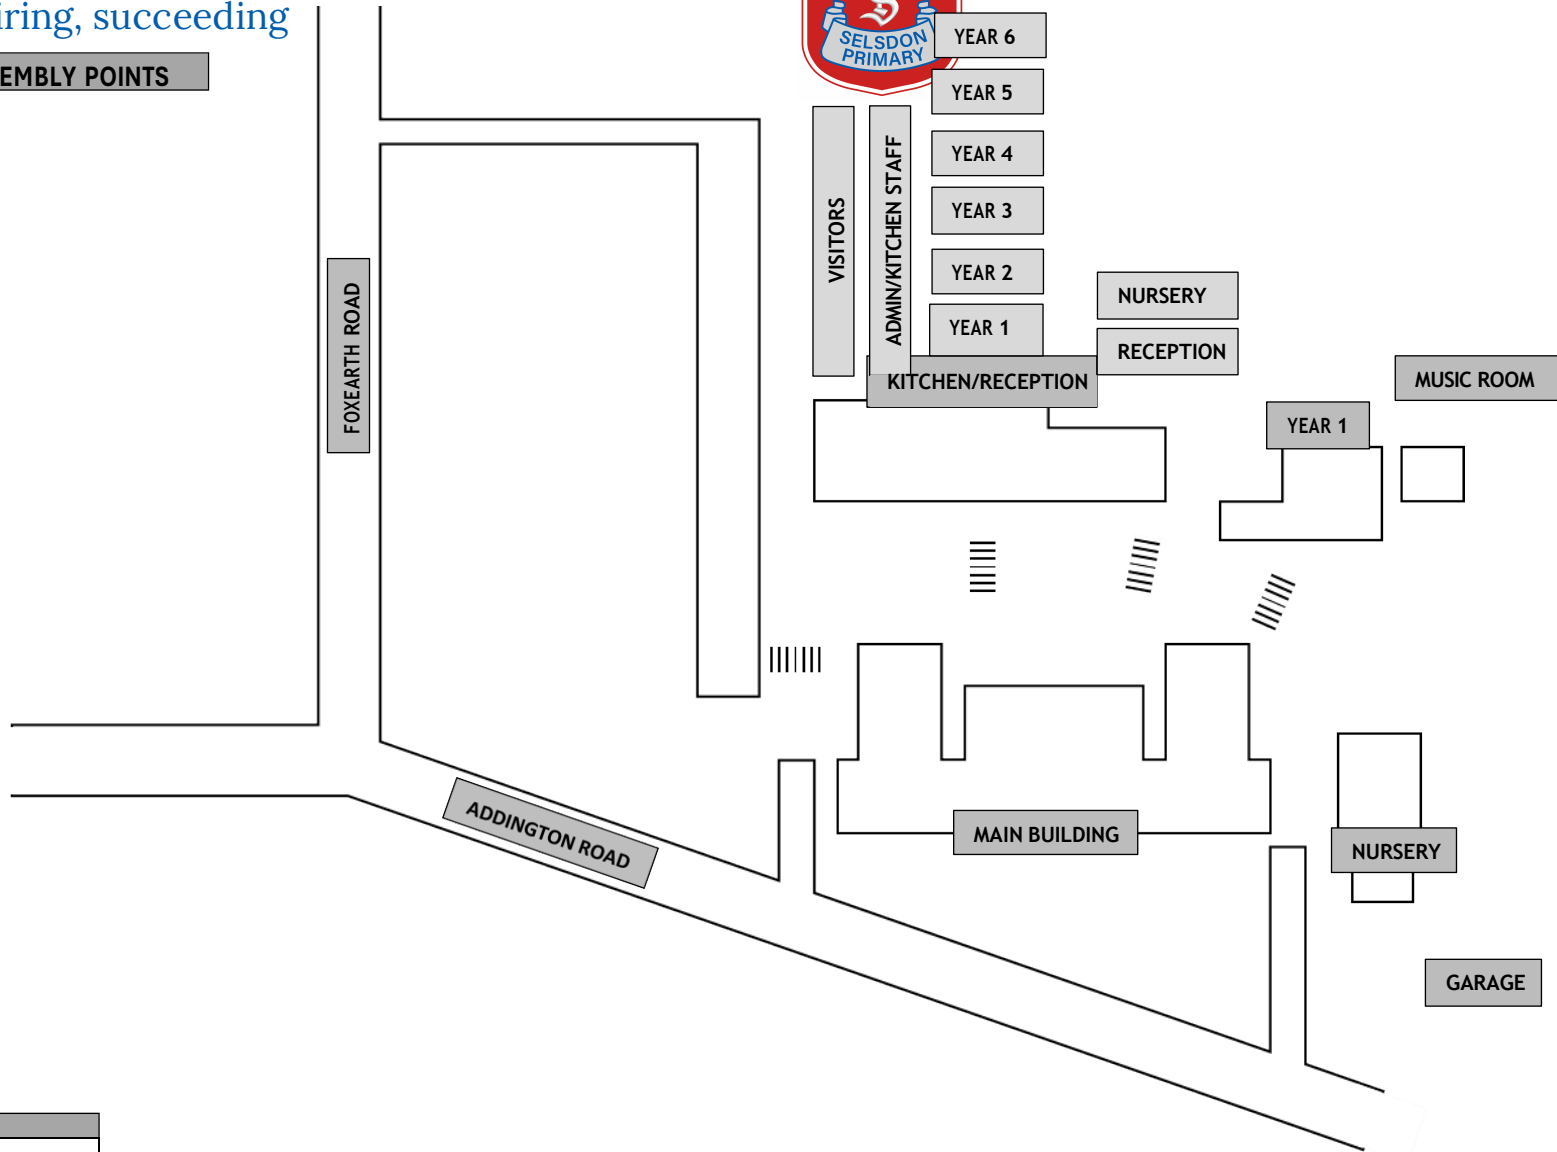 iring, succeeding
EMBLY POINTS
SELSDON
PRIMARY
YEAR 6
YEAR 5
YEAR 4
YEAR 3
YEAR 2
YEAR 1
VISITORS
ADMIN/KITCHEN STAFF
NURSERY
RECEPTION
KITCHEN/RECEPTION
MUSIC ROOM
YEAR 1
FOXEARTH ROAD
ADDINGTON ROAD
MAIN BUILDING
NURSERY
GARAGE